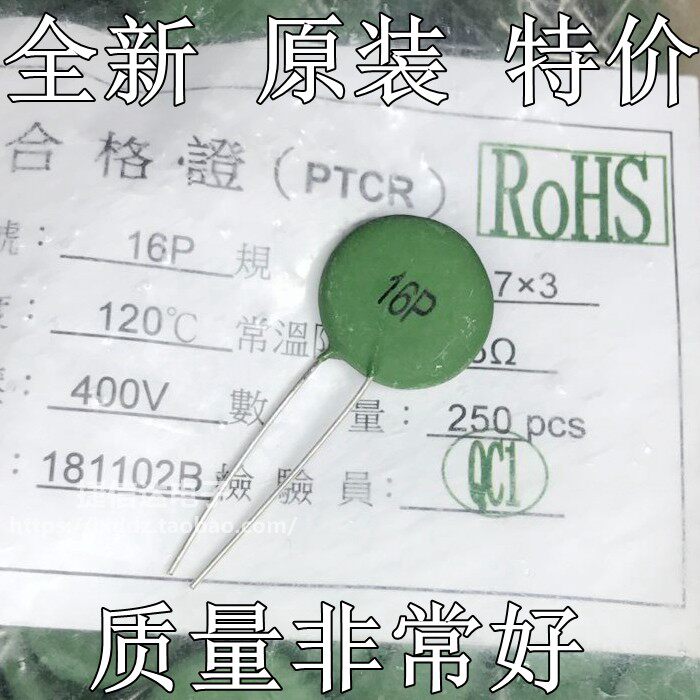 全新 原装 特价
合格證(PTCR) RoHS
號: 16P 規 7×3
16P
: 120℃ 常溫 Ω
400V 數量: 250 pcs
: 181102B 檢驗員: QC1
质量非常好